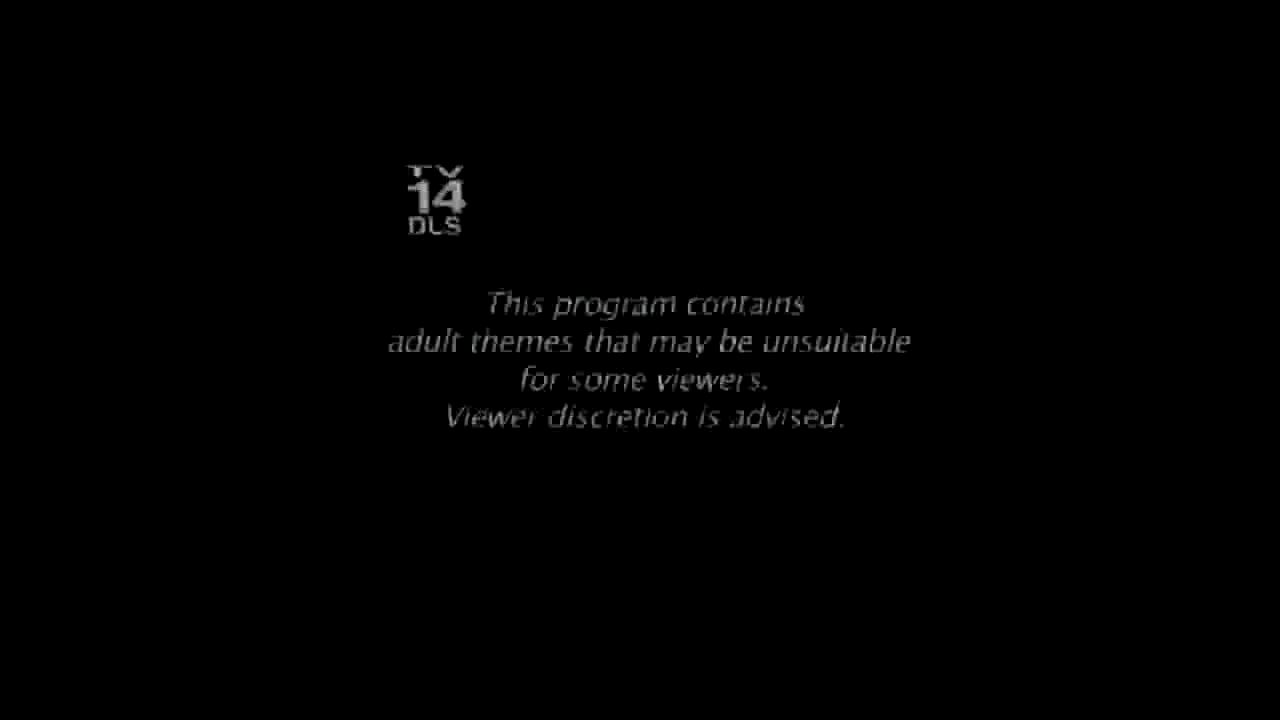 TV
14
DLS
This program contains
adult themes that may be unsuitable
for some viewers.
Viewer discretion is advised.